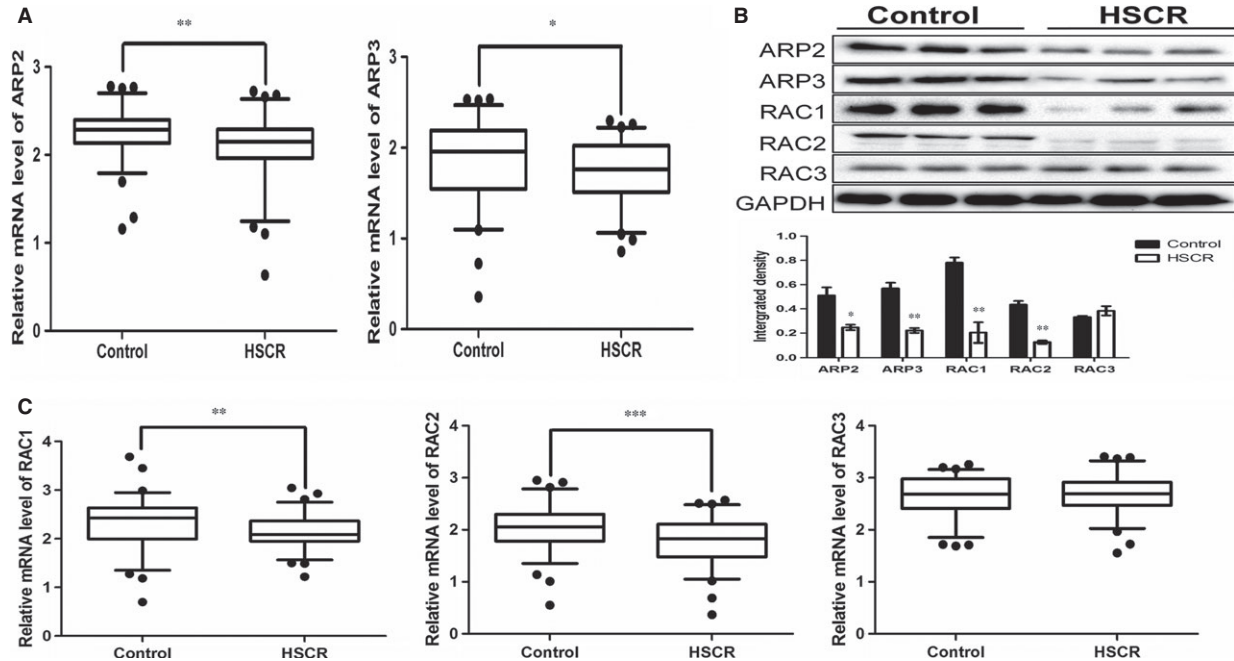 A
**
Relative mRNA level of ARP2
3
2
1
0
Control
HSCR
*
Relative mRNA level of ARP3
3
2
1
0
Control
HSCR
B
Control
HSCR
ARP2
ARP3
RAC1
RAC2
RAC3
GAPDH
Intergrated density
1.0
0.8
0.6
0.4
0.2
0.0
Control
HSCR
*
**
**
**
ARP2 ARP3 RAC1 RAC2 RAC3
C
**
Relative mRNA level of RAC1
4
3
2
1
0
Control
HSCR
***
Relative mRNA level of RAC2
4
3
2
1
0
Control
HSCR
Relative mRNA level of RAC3
4
3
2
1
0
Control
HSCR